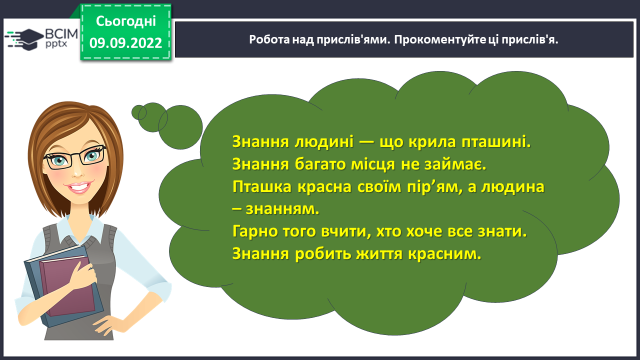 ВСІМ
pptx
Сьогодні
09.09.2022
Робота над прислів'ями. Прокоментуйте ці прислів'я.
Знання людині — що крила пташині.
Знання багато місця не займає.
Пташка красна своїм пір’ям, а людина
– знанням.
Гарно того вчити, хто хоче все знати.
Знання робить життя красним.